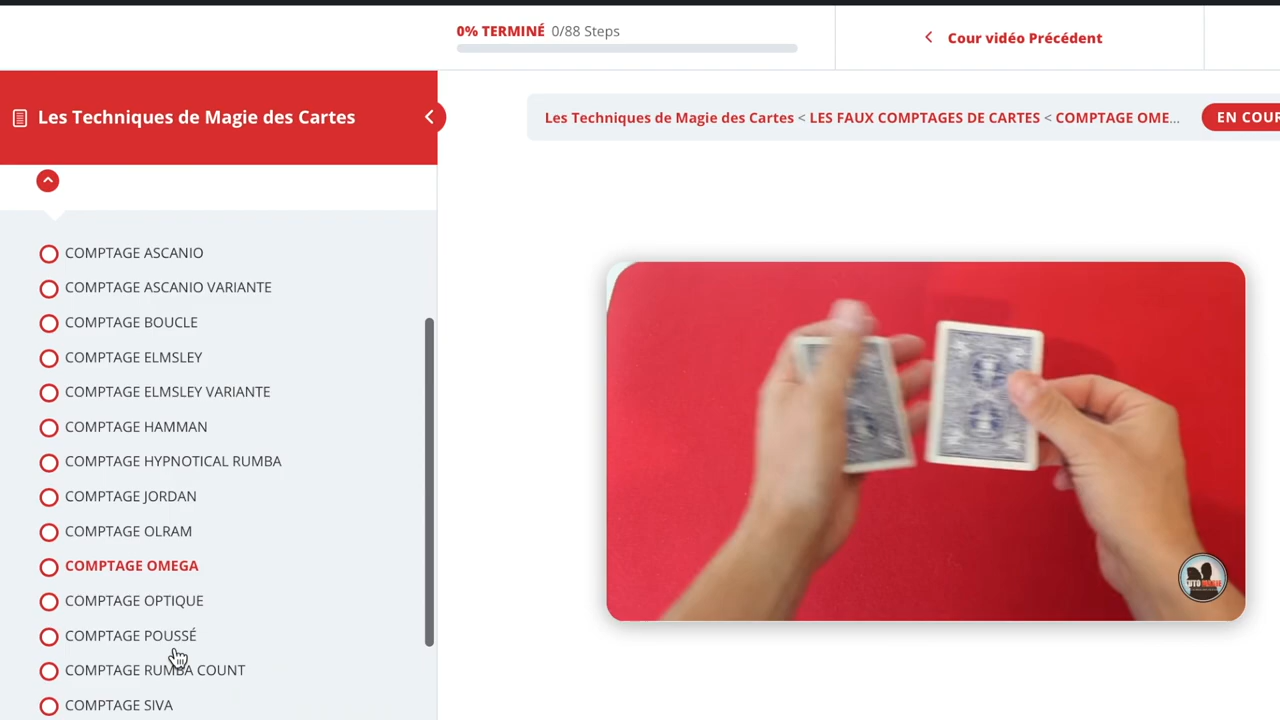 0% TERMINÉ 0/88 Steps
Cour vidéo Précédent
Les Techniques de Magie des Cartes
Les Techniques de Magie des Cartes < LES FAUX COMPTAGES DE CARTES < COMPTAGE OME...
EN COUR
COMPTAGE ASCANIO
COMPTAGE ASCANIO VARIANTE
COMPTAGE BOUCLE
COMPTAGE ELMSLEY
COMPTAGE ELMSLEY VARIANTE
COMPTAGE HAMMAN
COMPTAGE HYPNOTICAL RUMBA
COMPTAGE JORDAN
COMPTAGE OLRAM
COMPTAGE OMEGA
COMPTAGE OPTIQUE
COMPTAGE POUSSÉ
COMPTAGE RUMBA COUNT
COMPTAGE SIVA